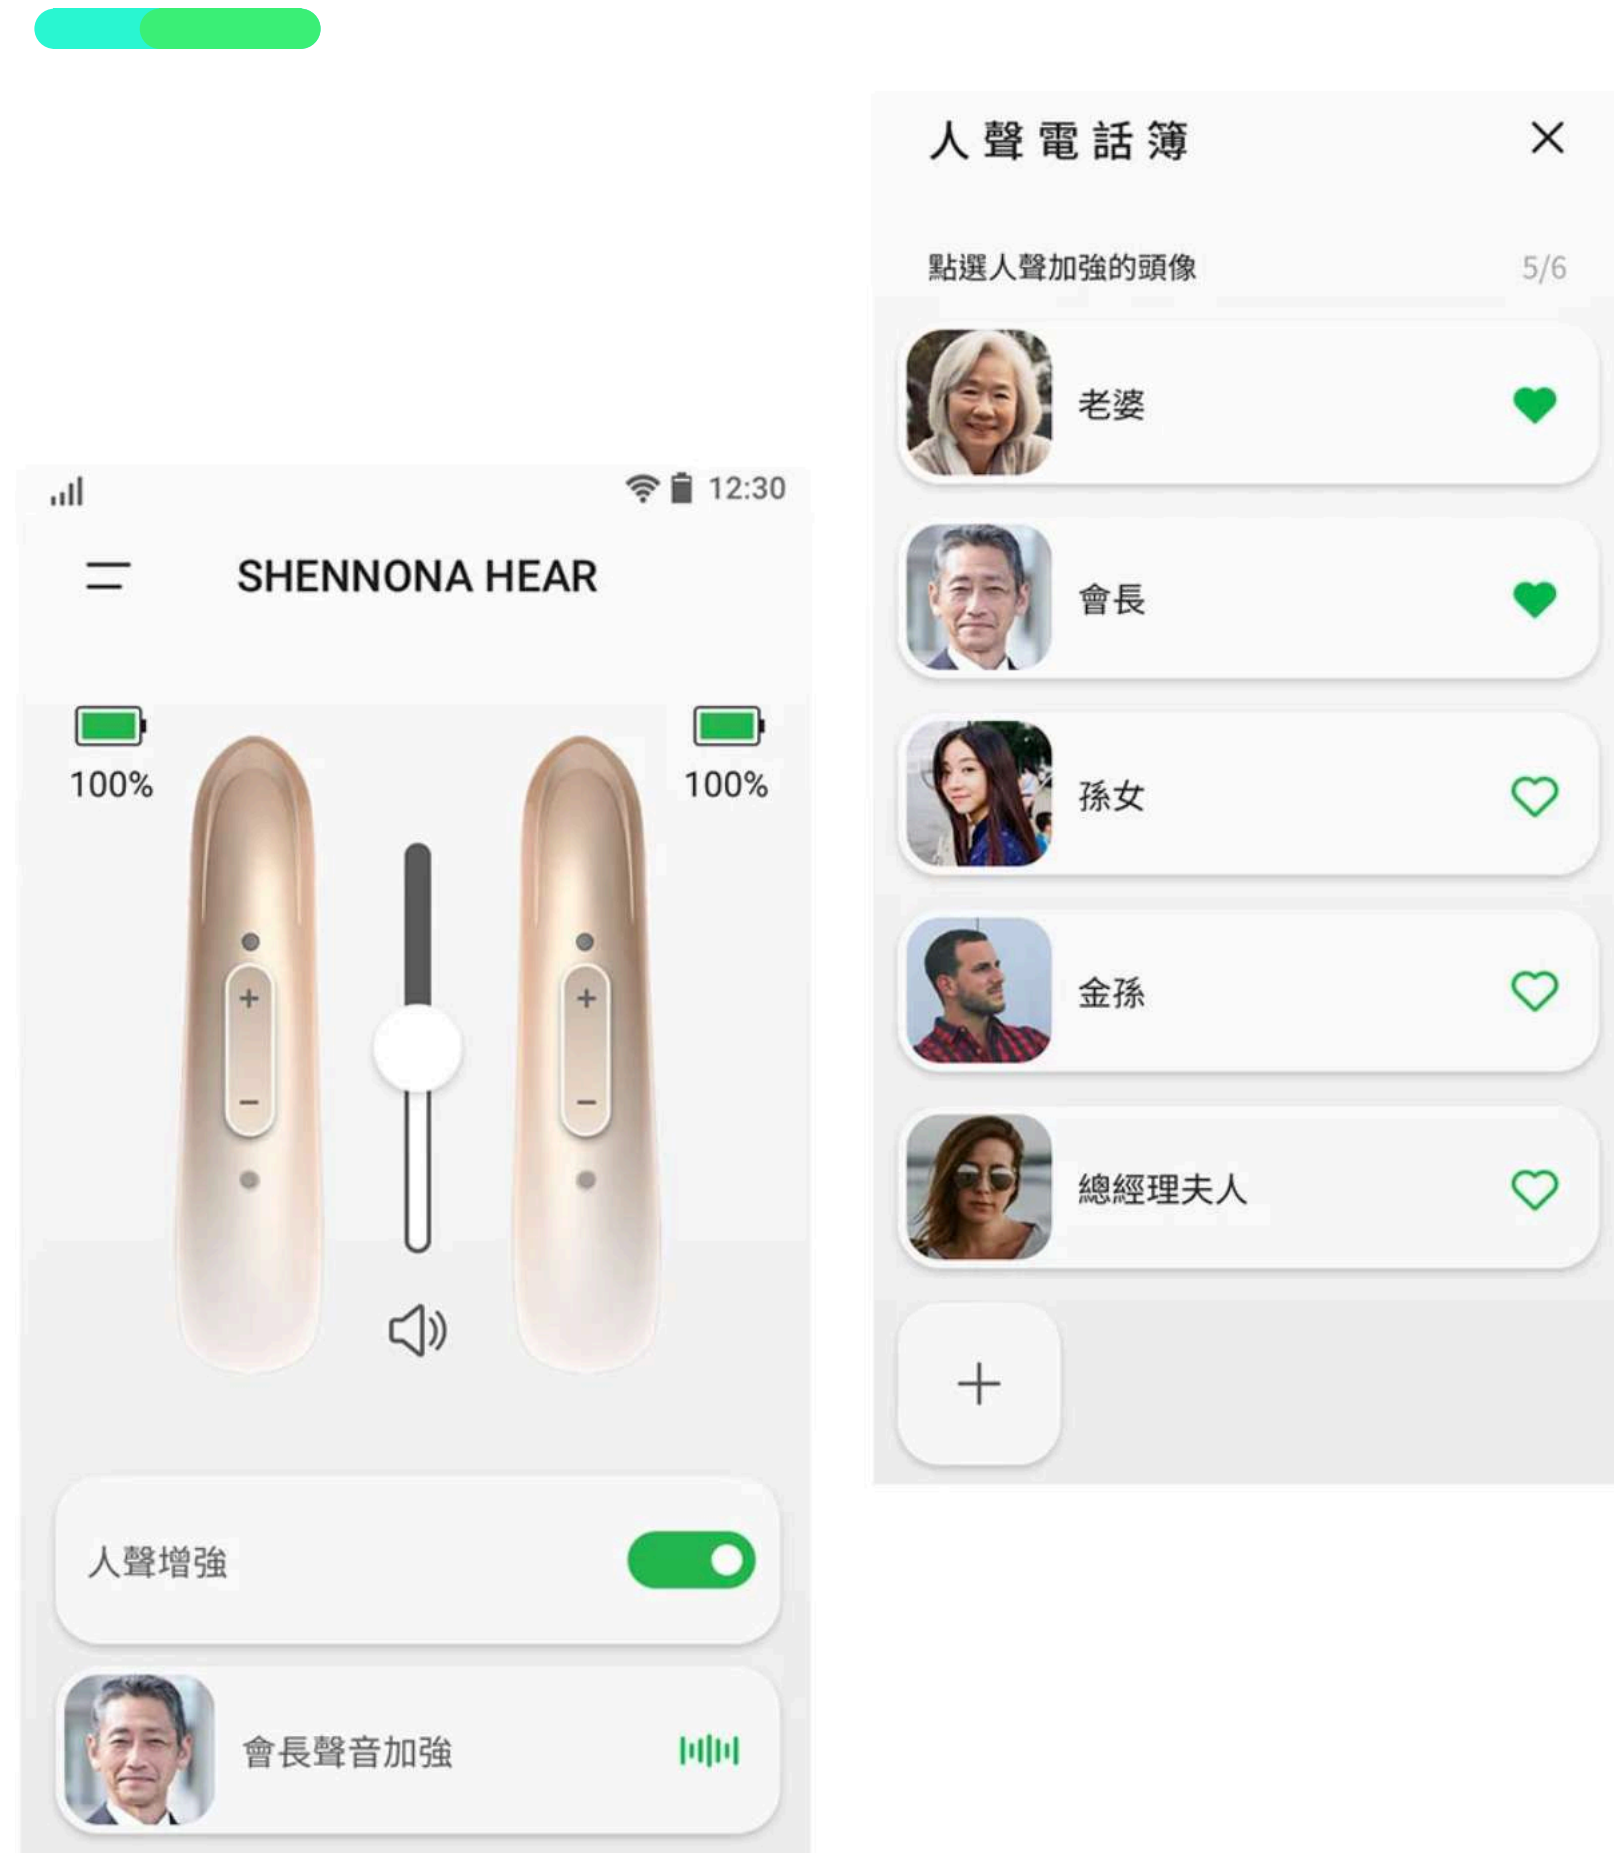 12:30
SHENNONA HEAR
100%
100%
+
+
−
−
人聲增強
會長聲音加強
人聲電話簿
點選人聲加強的頭像
5/6
老婆
會長
孫女
金孫
總經理夫人